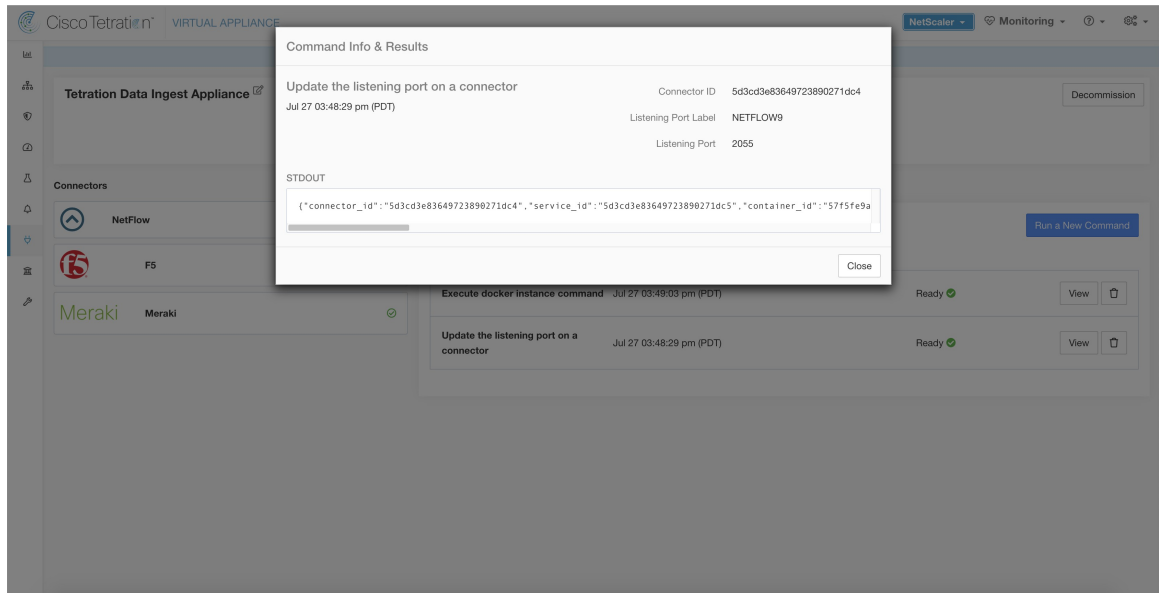 Cisco Tetration™ VIRTUAL APPLIANCE
NetScaler
Monitoring
Command Info & Results
Update the listening port on a connector
Jul 27 03:48:29 pm (PDT)
Connector ID 5d3cd3e83649723890271dc4
Listening Port Label NETFLOW9
Listening Port 2055
STDOUT
{"connector_id":"5d3cd3e83649723890271dc4","service_id":"5d3cd3e83649723890271dc5","container_id":"57f5fe9a
Close
Tetration Data Ingest Appliance
Decommission
Connectors
NetFlow
Run a New Command
f5 F5
Meraki Meraki
Execute docker instance command Jul 27 03:49:03 pm (PDT) Ready View
Update the listening port on a
connector
Jul 27 03:48:29 pm (PDT) Ready View